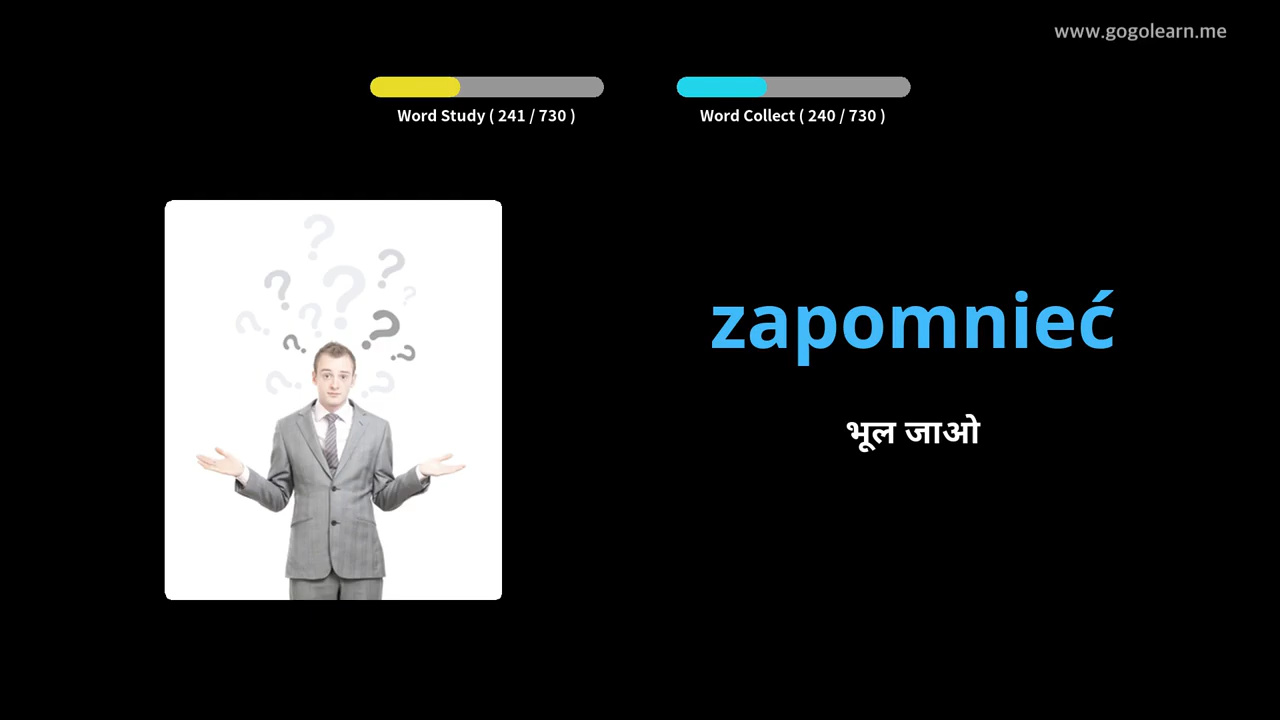 www.gogolearn.me
Word Study ( 241 / 730 )
Word Collect ( 240 / 730 )
zapomnieć
भूल जाओ